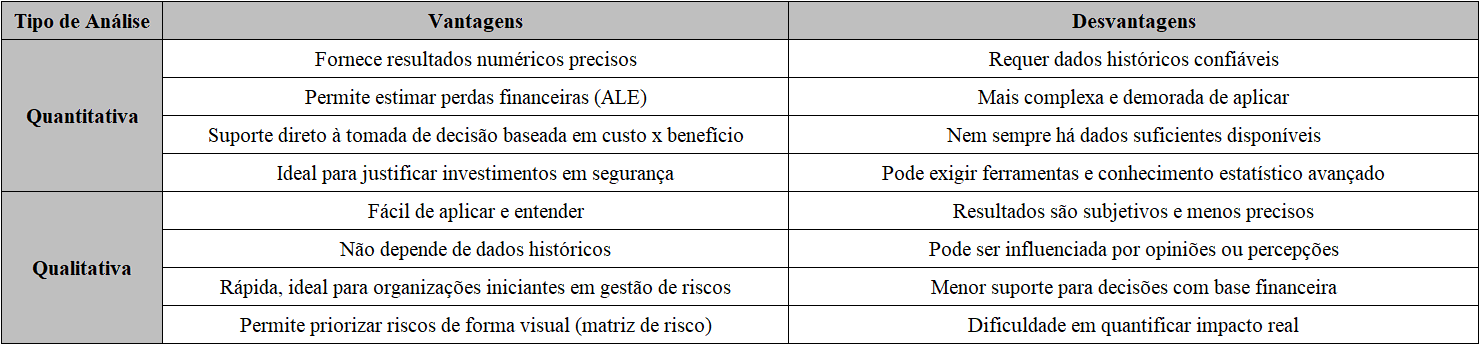 Tipo de Análise Vantagens Desvantagens
Quantitativa
Fornece resultados numéricos precisos Requer dados históricos confiáveis
Permite estimar perdas financeiras (ALE) Mais complexa e demorada de aplicar
Suporte direto à tomada de decisão baseada em custo x benefício Nem sempre há dados suficientes disponíveis
Ideal para justificar investimentos em segurança Pode exigir ferramentas e conhecimento estatístico avançado
Qualitativa
Fácil de aplicar e entender Resultados são subjetivos e menos precisos
Não depende de dados históricos Pode ser influenciada por opiniões ou percepções
Rápida, ideal para organizações iniciantes em gestão de riscos Menor suporte para decisões com base financeira
Permite priorizar riscos de forma visual (matriz de risco) Dificuldade em quantificar impacto real